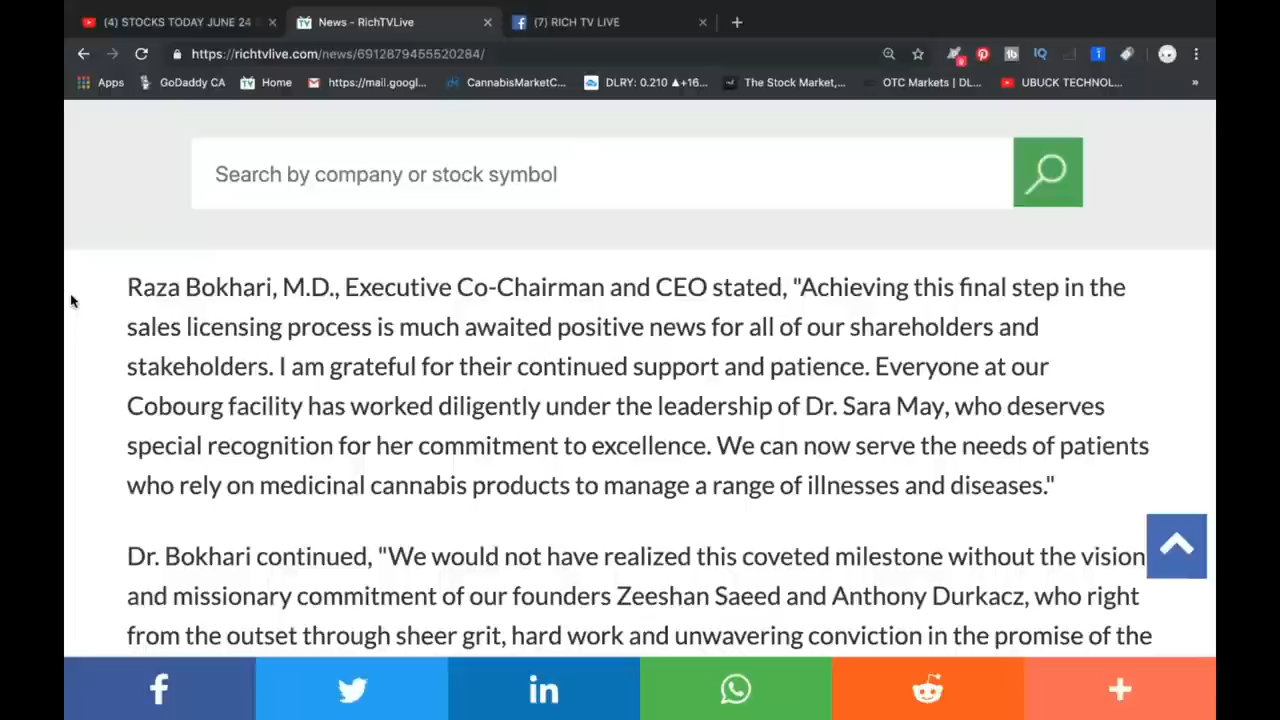 (4) STOCKS TODAY JUNE 24
News - RichTVLive
(7) RICH TV LIVE
https://richtvlive.com/news/6912879455520284/
Apps
GoDaddy CA
Home
https://mail.googl...
CannabisMarketC...
DLRY: 0.210 ▲+16...
The Stock Market,...
OTC Markets | DL...
UBUCK TECHNOL...
Search by company or stock symbol
Raza Bokhari, M.D., Executive Co-Chairman and CEO stated, "Achieving this final step in the
sales licensing process is much awaited positive news for all of our shareholders and
stakeholders. I am grateful for their continued support and patience. Everyone at our
Cobourg facility has worked diligently under the leadership of Dr. Sara May, who deserves
special recognition for her commitment to excellence. We can now serve the needs of patients
who rely on medicinal cannabis products to manage a range of illnesses and diseases."
Dr. Bokhari continued, "We would not have realized this coveted milestone without the vision
and missionary commitment of our founders Zeeshan Saeed and Anthony Durkacz, who right
from the outset through sheer grit, hard work and unwavering conviction in the promise of the